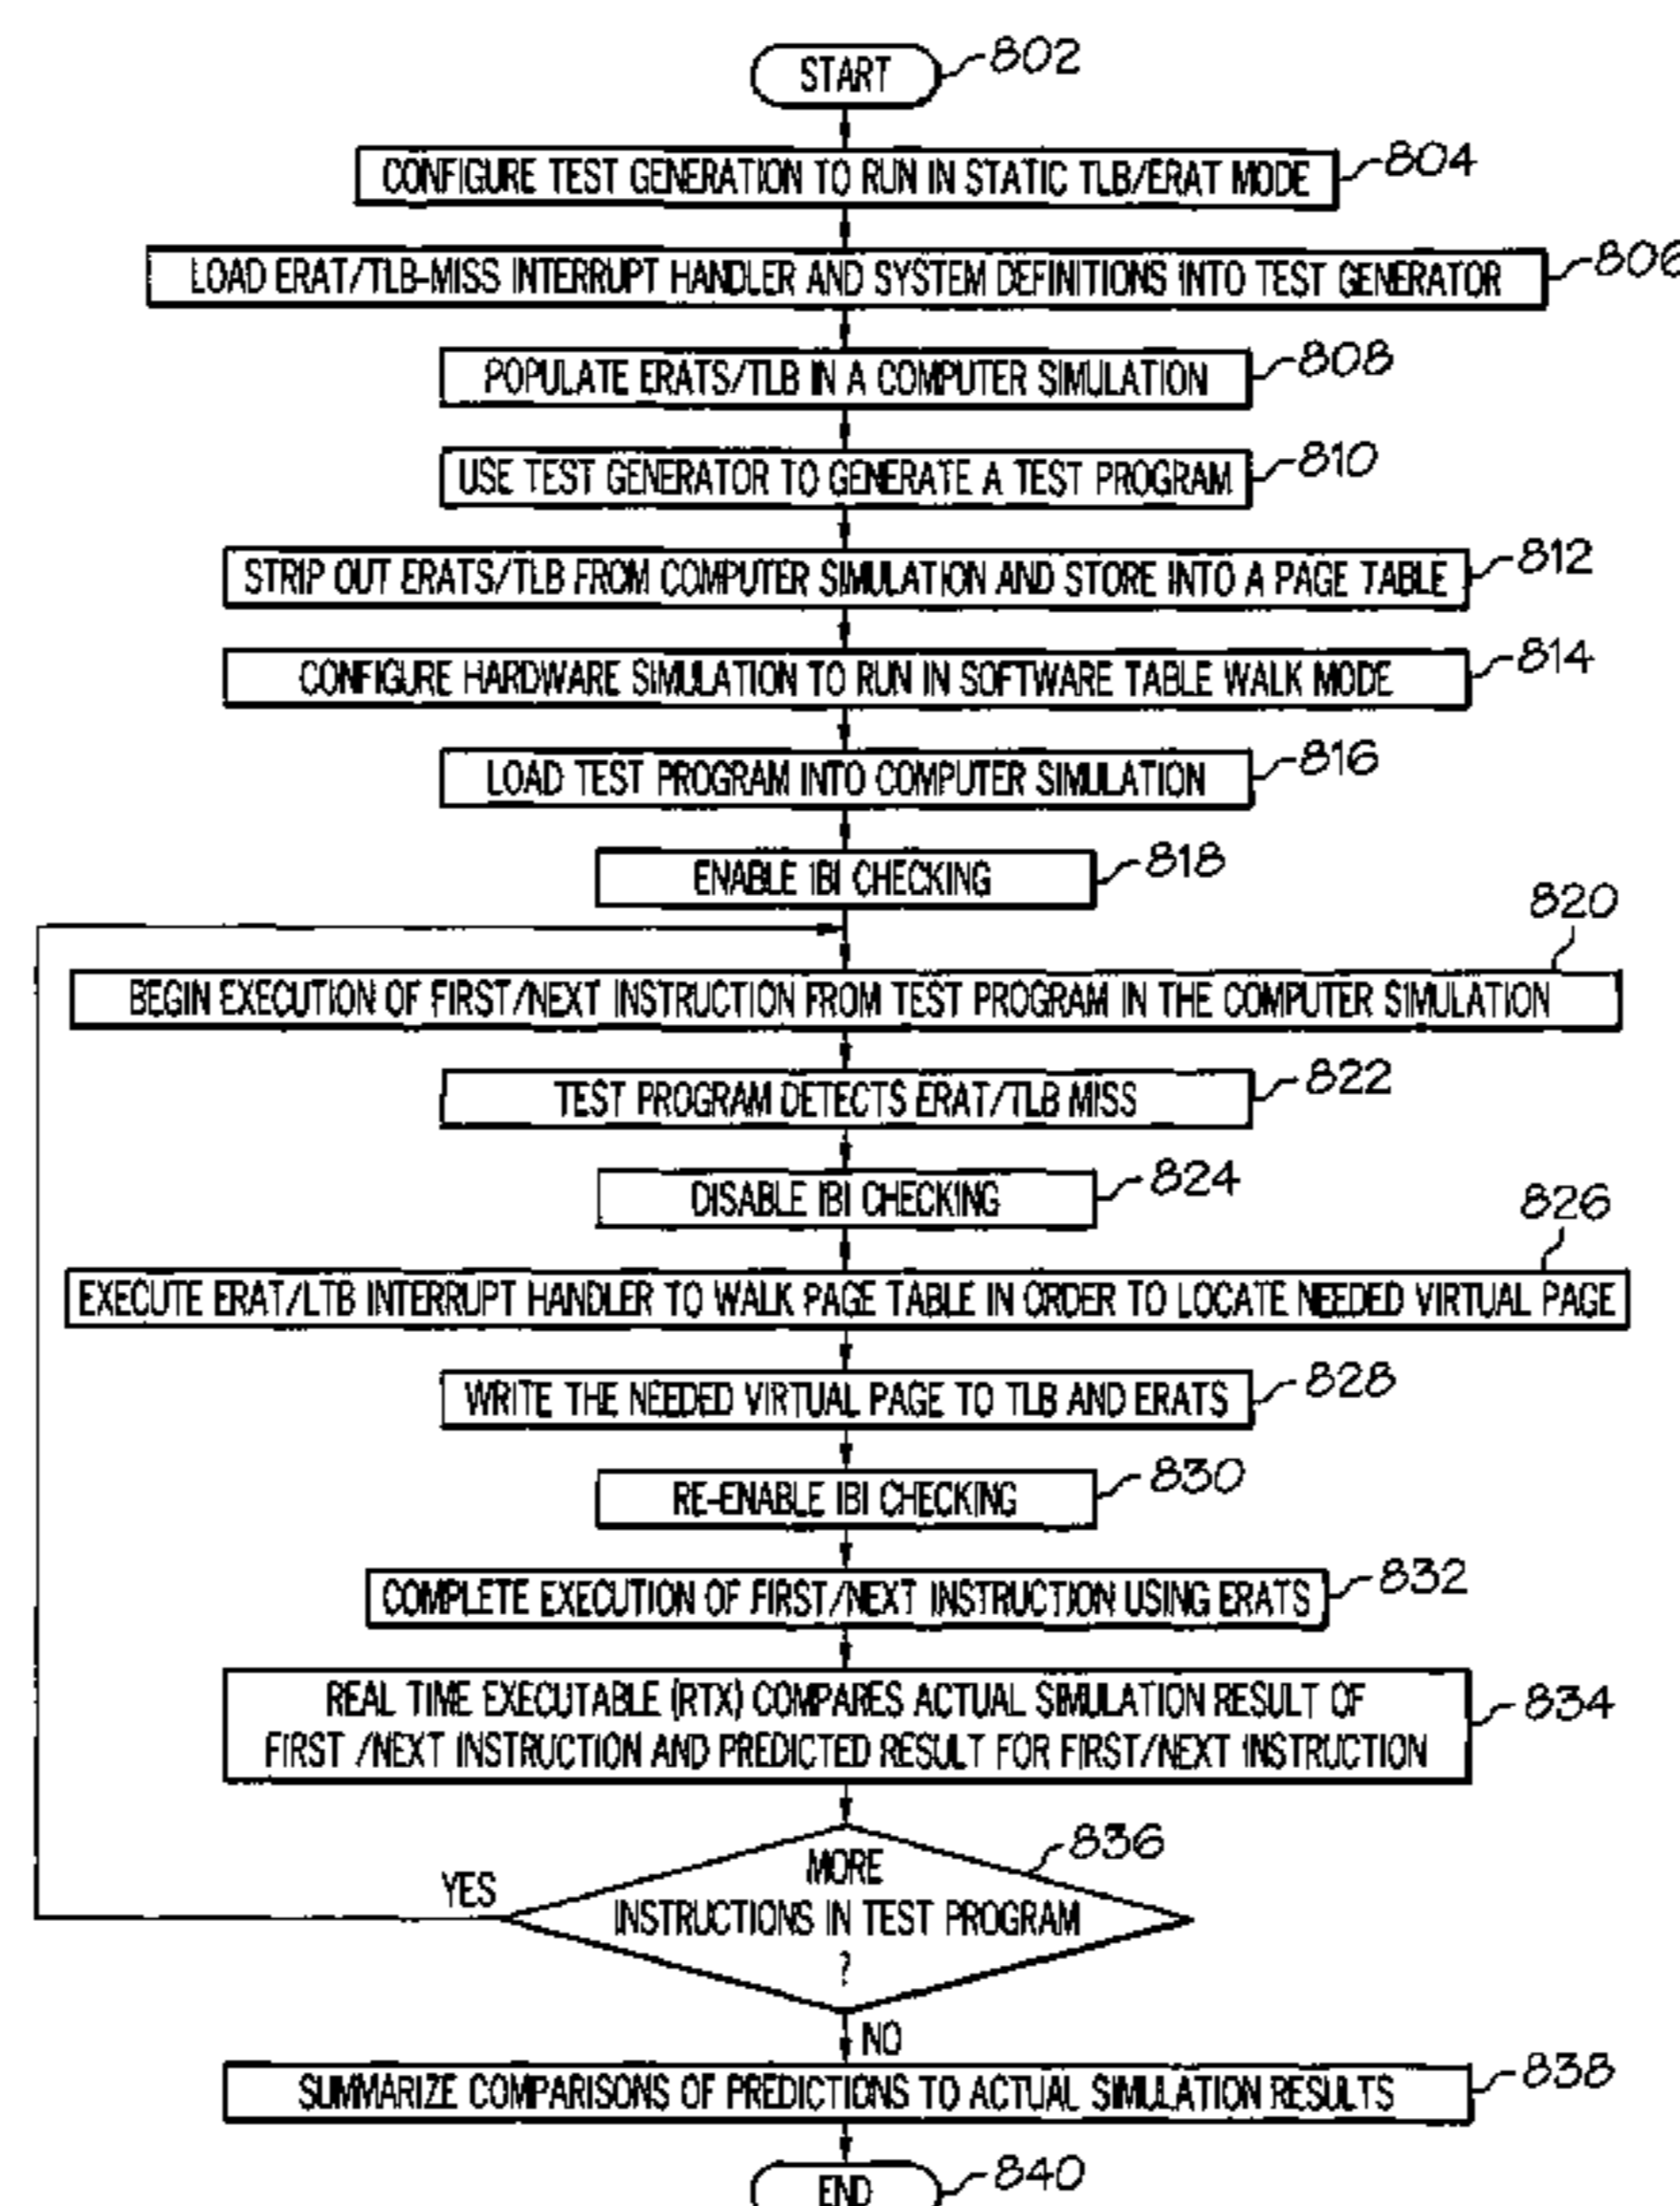 START
802
CONFIGURE TEST GENERATION TO RUN IN STATIC TLB/ERAT MODE
804
LOAD ERAT/TLB-MISS INTERRUPT HANDLER AND SYSTEM DEFINITIONS INTO TEST GENERATOR
806
POPULATE ERATS/TLB IN A COMPUTER SIMULATION
808
USE TEST GENERATOR TO GENERATE A TEST PROGRAM
810
STRIP OUT ERATS/TLB FROM COMPUTER SIMULATION AND STORE INTO A PAGE TABLE
812
CONFIGURE HARDWARE SIMULATION TO RUN IN SOFTWARE TABLE WALK MODE
814
LOAD TEST PROGRAM INTO COMPUTER SIMULATION
816
ENABLE IBI CHECKING
818
820
BEGIN EXECUTION OF FIRST/NEXT INSTRUCTION FROM TEST PROGRAM IN THE COMPUTER SIMULATION
TEST PROGRAM DETECTS ERAT/TLB MISS
822
DISABLE IBI CHECKING
824
826
EXECUTE ERAT/LTB INTERRUPT HANDLER TO WALK PAGE TABLE IN ORDER TO LOCATE NEEDED VIRTUAL PAGE
WRITE THE NEEDED VIRTUAL PAGE TO TLB AND ERATS
828
RE-ENABLE IBI CHECKING
830
COMPLETE EXECUTION OF FIRST/NEXT INSTRUCTION USING ERATS
832
REAL TIME EXECUTABLE (RTX) COMPARES ACTUAL SIMULATION RESULT OF
FIRST /NEXT INSTRUCTION AND PREDICTED RESULT FOR FIRST/NEXT INSTRUCTION
834
836
MORE
INSTRUCTIONS IN TEST PROGRAM
?
YES
NO
SUMMARIZE COMPARISONS OF PREDICTIONS TO ACTUAL SIMULATION RESULTS
838
END
840